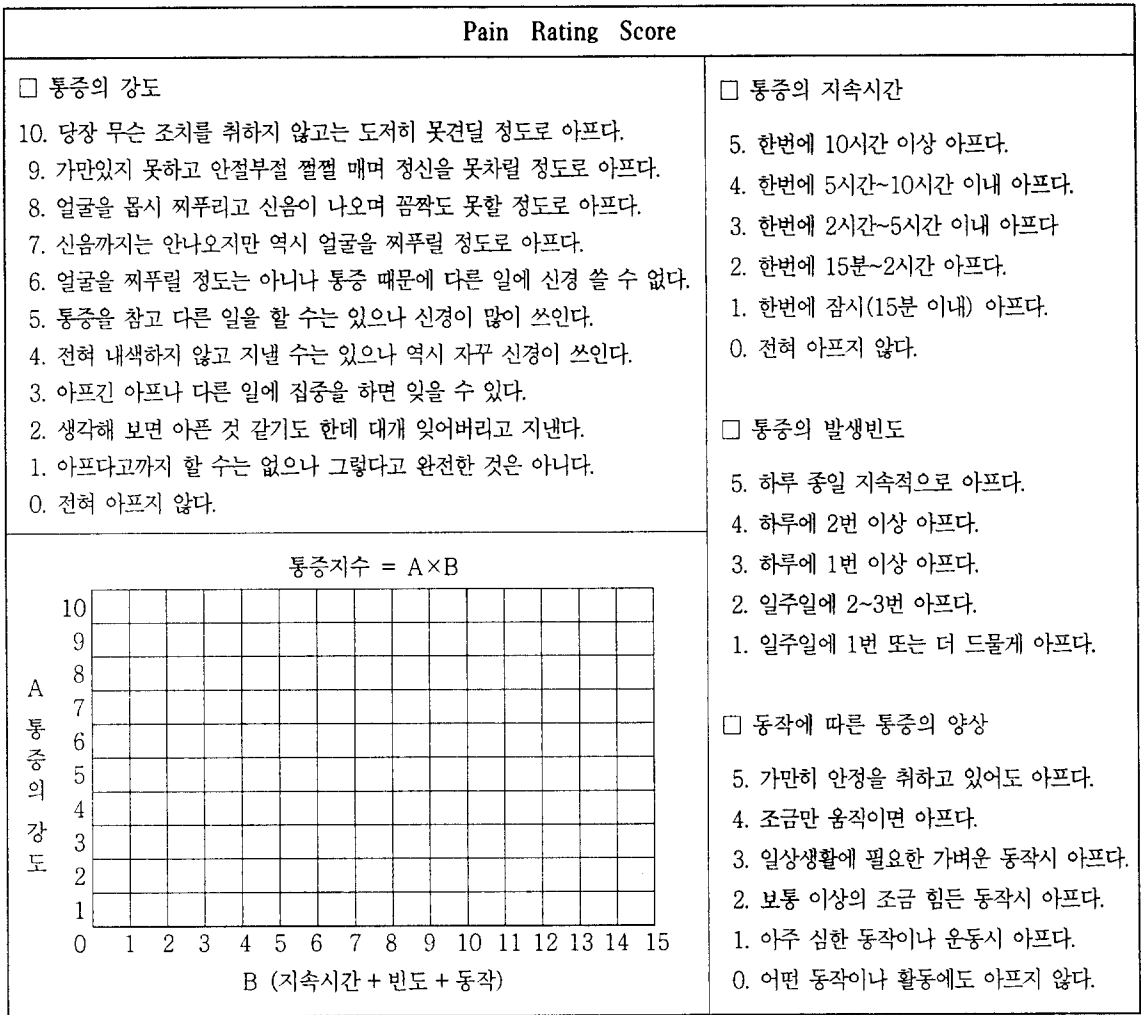 Pain Rating Score
□ 통증의 강도
10. 당장 무슨 조치를 취하지 않고는 도저히 못견딜 정도로 아프다.
9. 가만있지 못하고 안절부절 쩔쩔 매며 정신을 못차릴 정도로 아프다.
8. 얼굴을 몹시 찌푸리고 신음이 나오며 꼼짝도 못할 정도로 아프다.
7. 신음까지는 안나오지만 역시 얼굴을 찌푸릴 정도로 아프다.
6. 얼굴을 찌푸릴 정도는 아니나 통증 때문에 다른 일에 신경 쓸 수 없다.
5. 통증을 참고 다른 일을 할 수는 있으나 신경이 많이 쓰인다.
4. 전혀 내색하지 않고 지낼 수는 있으나 역시 자꾸 신경이 쓰인다.
3. 아프긴 아프나 다른 일에 집중을 하면 잊을 수 있다.
2. 생각해 보면 아픈 것 같기도 한데 대개 잊어버리고 지낸다.
1. 아프다고까지 할 수는 없으나 그렇다고 완전한 것은 아니다.
0. 전혀 아프지 않다.
통증지수 = A×B
10
9
8
7
6
5
4
3
2
1
A 통증의 강도
0 1 2 3 4 5 6 7 8 9 10 11 12 13 14 15
B (지속시간 + 빈도 + 동작)
□ 통증의 지속시간
5. 한번에 10시간 이상 아프다.
4. 한번에 5시간~10시간 이내 아프다.
3. 한번에 2시간~5시간 이내 아프다
2. 한번에 15분~2시간 아프다.
1. 한번에 잠시(15분 이내) 아프다.
0. 전혀 아프지 않다.
□ 통증의 발생빈도
5. 하루 종일 지속적으로 아프다.
4. 하루에 2번 이상 아프다.
3. 하루에 1번 이상 아프다.
2. 일주일에 2~3번 아프다.
1. 일주일에 1번 또는 더 드물게 아프다.
□ 동작에 따른 통증의 양상
5. 가만히 안정을 취하고 있어도 아프다.
4. 조금만 움직이면 아프다.
3. 일상생활에 필요한 가벼운 동작시 아프다.
2. 보통 이상의 조금 힘든 동작시 아프다.
1. 아주 심한 동작이나 운동시 아프다.
0. 어떤 동작이나 활동에도 아프지 않다.